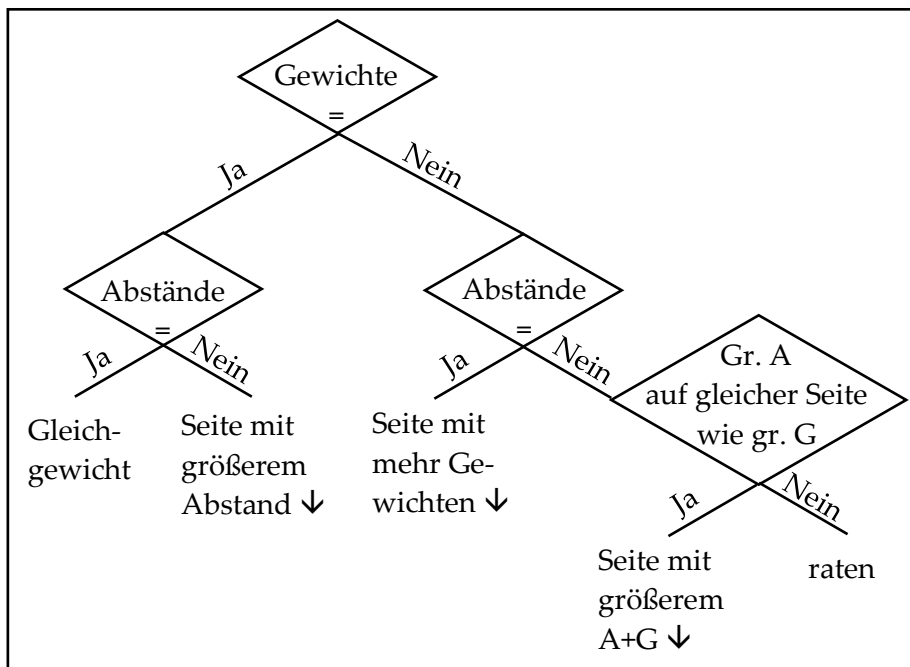 Gewichte
=
Ja
Nein
Abstände
=
Abstände
=
Ja
Nein
Ja
Nein
Gr. A
auf gleicher Seite
wie gr. G
Gleich-
gewicht
Seite mit
größerem
Abstand ↓
Seite mit
mehr Ge-
wichten ↓
Ja
Nein
Seite mit
größerem
A+G ↓
raten